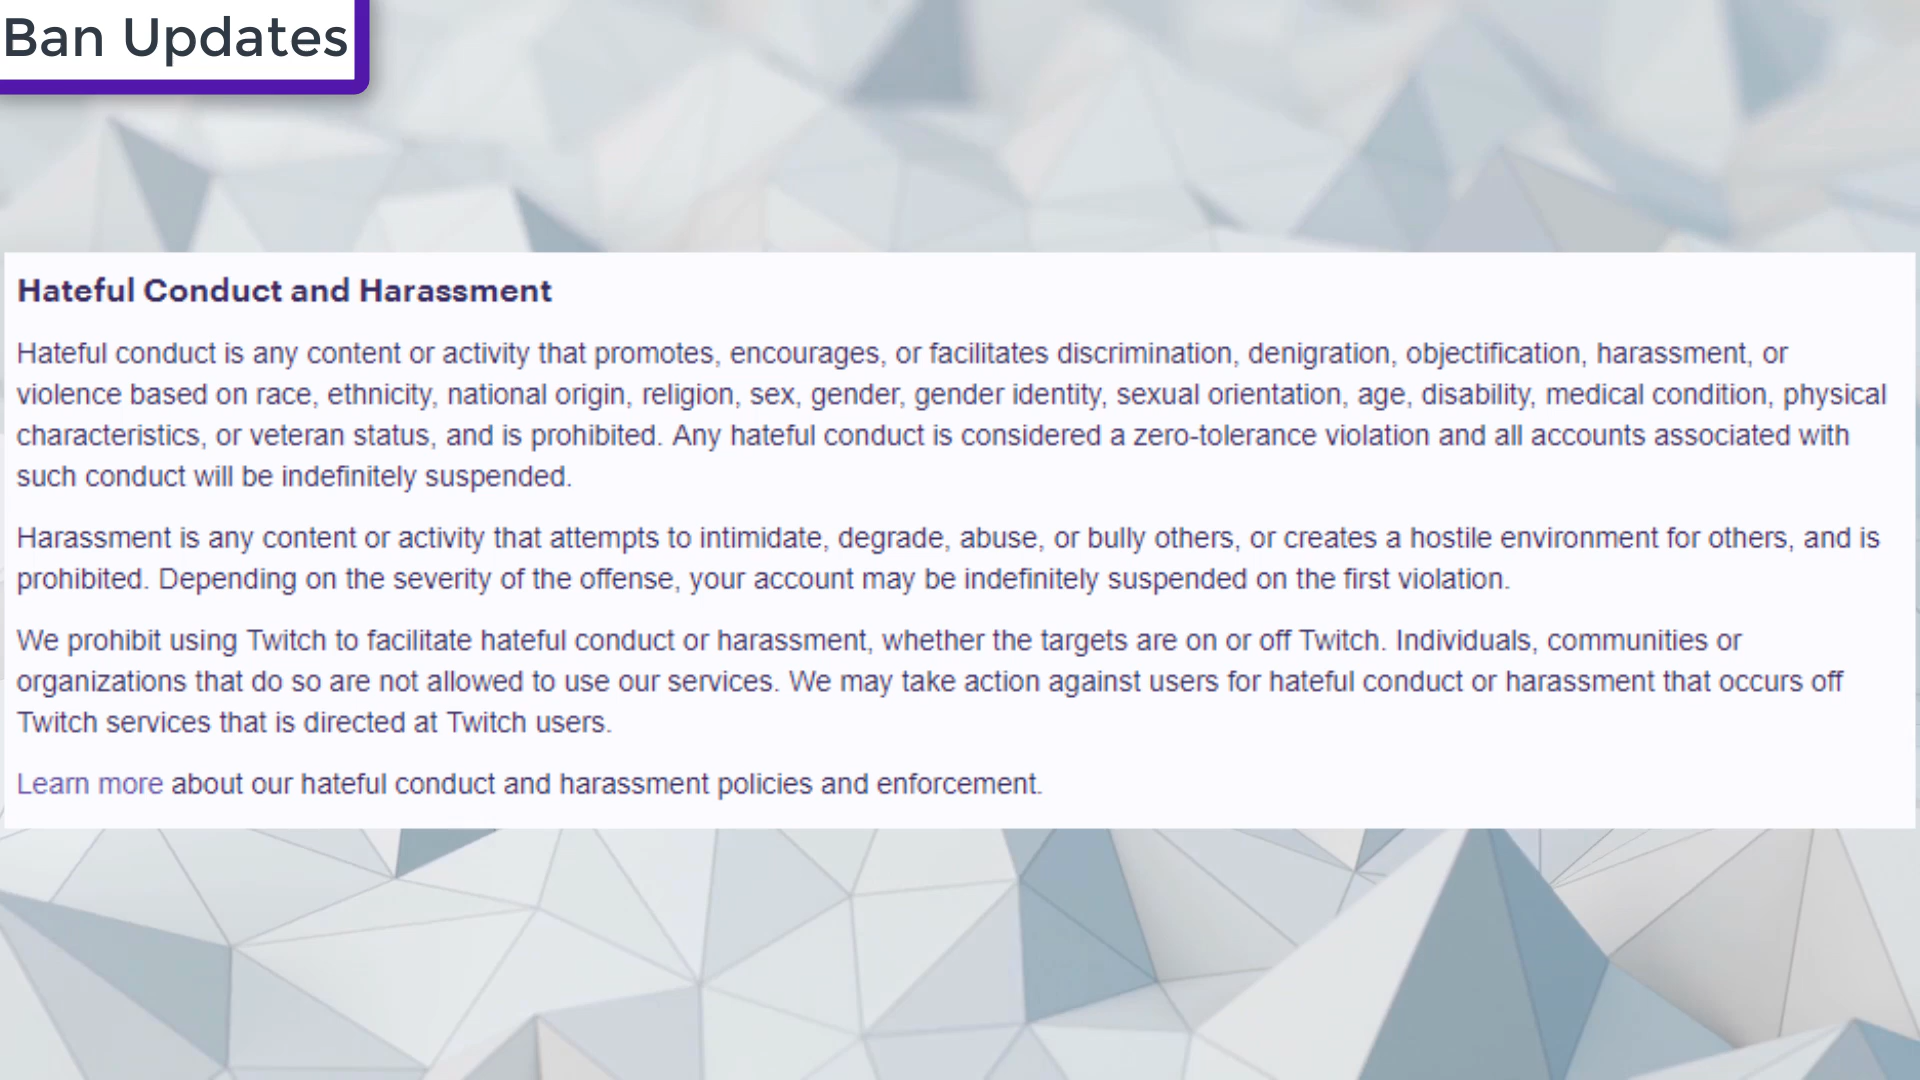 Ban Updates
Hateful Conduct and Harassment
Hateful conduct is any content or activity that promotes, encourages, or facilitates discrimination, denigration, objectification, harassment, or
violence based on race, ethnicity, national origin, religion, sex, gender, gender identity, sexual orientation, age, disability, medical condition, physical
characteristics, or veteran status, and is prohibited. Any hateful conduct is considered a zero-tolerance violation and all accounts associated with
such conduct will be indefinitely suspended.
Harassment is any content or activity that attempts to intimidate, degrade, abuse, or bully others, or creates a hostile environment for others, and is
prohibited. Depending on the severity of the offense, your account may be indefinitely suspended on the first violation.
We prohibit using Twitch to facilitate hateful conduct or harassment, whether the targets are on or off Twitch. Individuals, communities or
organizations that do so are not allowed to use our services. We may take action against users for hateful conduct or harassment that occurs off
Twitch services that is directed at Twitch users.
Learn more about our hateful conduct and harassment policies and enforcement.